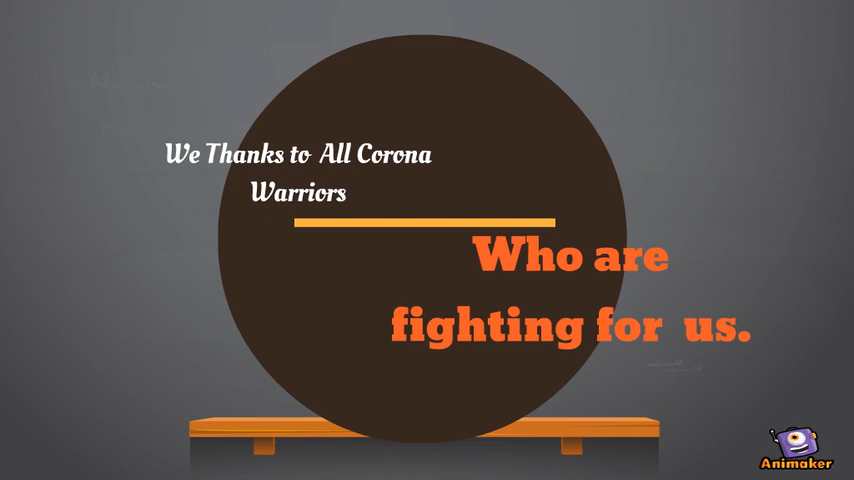 We Thanks to All Corona
Warriors
Who are
fighting for us.
Animaker